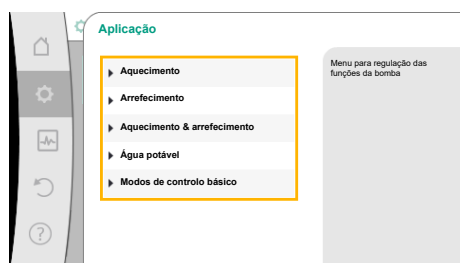 Aplicação
Aquecimento
Arrefecimento
Aquecimento & arrefecimento
Água potável
Modos de controlo básico
Menu para regulação das
funções da bomba